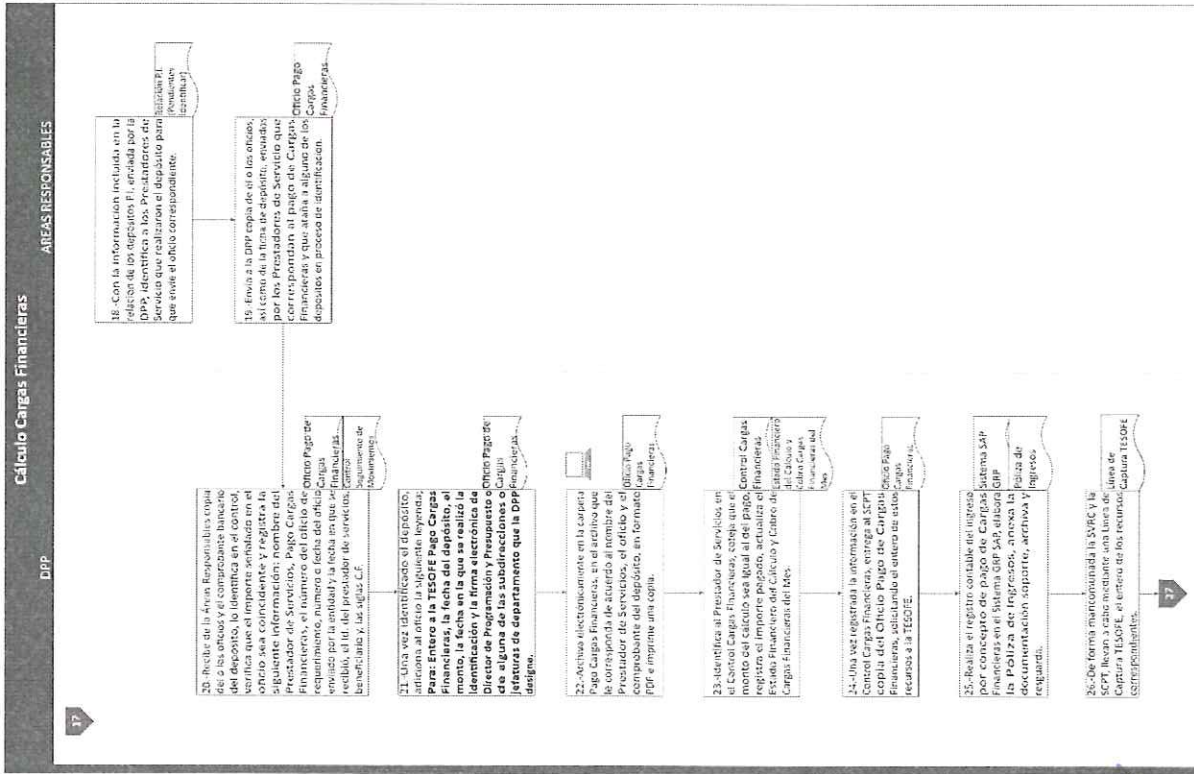 Cálculo Cargas Financieras
DPP
AREAS RESPONSABLES
18.-Con la información incluida en la
relación de los depósitos P.I. enviada por la
DPP, identifica a los Prestadores de
Servicio que realizaron el depósito para
que envíe el oficio correspondiente.
Relación P.I.
(Pendientes
Identificar)
19.-Envía a la DPP copia de él o los oficios,
así como de la ficha de depósito, enviados
por los Prestadores de Servicio que
correspondan al pago de Cargas
Financieras y que ataña a alguno de los
depósitos en proceso de identificación.
Oficio Pago
Cargas
Financieras
37
20.-Recibe de la Áreas Responsables copia
del o los oficios y el comprobante bancario
del depósito, lo identifica en el control,
verifica que el importe señalado en el
oficio sea coincidente y registra la
siguiente información: nombre del
Prestador de Servicios, Pago Cargas
Financieras, el número del oficio de
requerimiento, numero o fecha del oficio
enviado por la entidad y la fecha en que se
recibió, el Id. del prestador de servicios,
beneficiario y, las siglas C.F.
Oficio Pago de
Cargas
Financieras
Control
Seguimiento de
Movimientos
21.-Una vez identificado el depósito,
adiciona al oficio la siguiente leyenda:
Para: Entero a la TESOFE Pago Cargas
Financieras, la fecha del depósito, el
monto, la fecha en la que se realizó la
identificación y la firma electrónica de
Director de Programación y Presupuesto o
de alguna de las subdirecciones o
jefaturas de departamento que la DPP
designe.
Oficio Pago de
Cargas
Financieras
22.-Archiva electrónicamente en la carpeta
Pago Cargas Financieras, en el archivo que
le corresponda de acuerdo al nombre del
Prestador de Servicios, el oficio y el
comprobante del depósito, en formato
PDF e imprime una copia.
Oficio Pago
Cargas
Financieras
23.-Identifica al Prestador de Servicios en
el Control Cargas Financieras, coteja que el
monto del cálculo sea igual al del pago,
registra el importe pagado, actualiza el
Estado Financiero del Cálculo y Cobro de
Cargas Financieras del Mes.
Control Cargas
Financieras
Estado Financiero
del Cálculo y
Cobro Cargas
Financieras del
Mes
24.-Una vez registrada la información en el
Control Cargas Financieras, entrega al SCPT
copia del Oficio Pago de Cargas
Financieras, solicitando el entero de estos
recursos a la TESOFE.
Oficio Pago
Cargas
Financieras
25.-Realiza el registro contable del ingreso
por concepto de pago de Cargas
Financieras en el Sistema GRP SAP, elabora
la Póliza de Ingresos, anexa la
documentación soporte, archiva y
resguarda.
Sistema SAP
GRP
Póliza de
Ingresos
26.-De forma mancomunada la SVRC y la
SCPT, llevan a cabo mediante una Línea de
Captura TESOFE, el entero de los recursos
correspondientes.
Línea de
Captura TESOFE
37